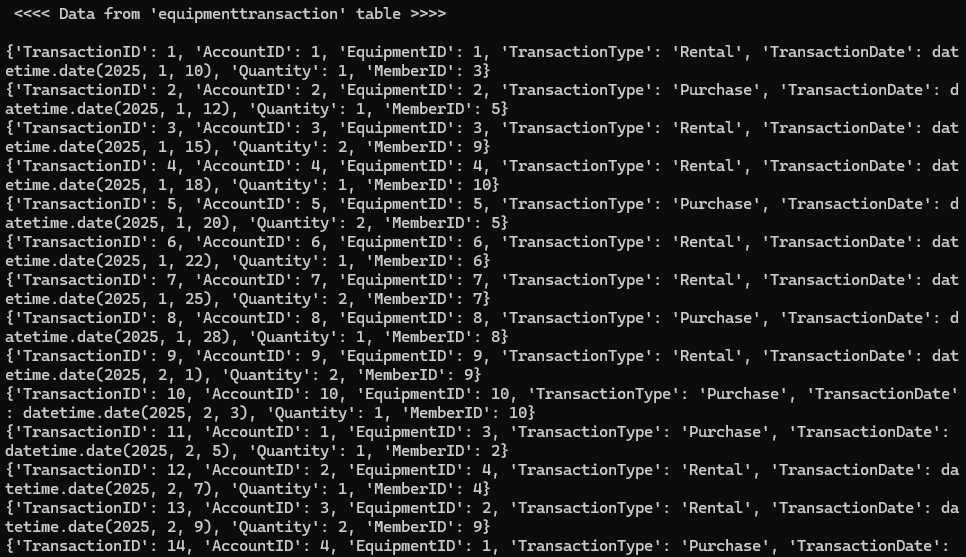 <<<< Data from 'equipmenttransaction' table >>>>
{'TransactionID': 1, 'AccountID': 1, 'EquipmentID': 1, 'TransactionType': 'Rental', 'TransactionDate': dat
etime.date(2025, 1, 10), 'Quantity': 1, 'MemberID': 3}
{'TransactionID': 2, 'AccountID': 2, 'EquipmentID': 2, 'TransactionType': 'Purchase', 'TransactionDate': d
atetime.date(2025, 1, 12), 'Quantity': 1, 'MemberID': 5}
{'TransactionID': 3, 'AccountID': 3, 'EquipmentID': 3, 'TransactionType': 'Rental', 'TransactionDate': dat
etime.date(2025, 1, 15), 'Quantity': 2, 'MemberID': 9}
{'TransactionID': 4, 'AccountID': 4, 'EquipmentID': 4, 'TransactionType': 'Rental', 'TransactionDate': dat
etime.date(2025, 1, 18), 'Quantity': 1, 'MemberID': 10}
{'TransactionID': 5, 'AccountID': 5, 'EquipmentID': 5, 'TransactionType': 'Purchase', 'TransactionDate': d
atetime.date(2025, 1, 20), 'Quantity': 2, 'MemberID': 5}
{'TransactionID': 6, 'AccountID': 6, 'EquipmentID': 6, 'TransactionType': 'Rental', 'TransactionDate': dat
etime.date(2025, 1, 22), 'Quantity': 1, 'MemberID': 6}
{'TransactionID': 7, 'AccountID': 7, 'EquipmentID': 7, 'TransactionType': 'Rental', 'TransactionDate': dat
etime.date(2025, 1, 25), 'Quantity': 2, 'MemberID': 7}
{'TransactionID': 8, 'AccountID': 8, 'EquipmentID': 8, 'TransactionType': 'Purchase', 'TransactionDate': d
atetime.date(2025, 1, 28), 'Quantity': 1, 'MemberID': 8}
{'TransactionID': 9, 'AccountID': 9, 'EquipmentID': 9, 'TransactionType': 'Rental', 'TransactionDate': dat
etime.date(2025, 2, 1), 'Quantity': 2, 'MemberID': 9}
{'TransactionID': 10, 'AccountID': 10, 'EquipmentID': 10, 'TransactionType': 'Purchase', 'TransactionDate'
: datetime.date(2025, 2, 3), 'Quantity': 1, 'MemberID': 10}
{'TransactionID': 11, 'AccountID': 1, 'EquipmentID': 3, 'TransactionType': 'Purchase', 'TransactionDate':
datetime.date(2025, 2, 5), 'Quantity': 1, 'MemberID': 2}
{'TransactionID': 12, 'AccountID': 2, 'EquipmentID': 4, 'TransactionType': 'Rental', 'TransactionDate': da
tetime.date(2025, 2, 7), 'Quantity': 1, 'MemberID': 4}
{'TransactionID': 13, 'AccountID': 3, 'EquipmentID': 2, 'TransactionType': 'Rental', 'TransactionDate': da
tetime.date(2025, 2, 9), 'Quantity': 2, 'MemberID': 9}
{'TransactionID': 14, 'AccountID': 4, 'EquipmentID': 1, 'TransactionType': 'Purchase', 'TransactionDate':